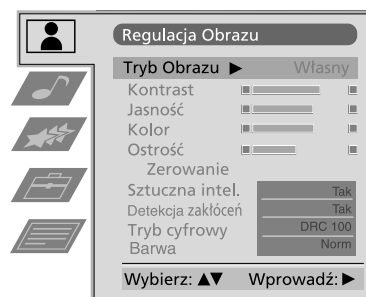 Regulacja Obrazu
Tryb Obrazu ▶ Własny
Kontrast
Jasność
Kolor
Ostrość
Zerowanie
Sztuczna intel. Tak
Detekcja zakłóceń Tak
Tryb cyfrowy DRC 100
Barwa Norm
Wybierz: ▲▼ Wprowadź: ▶